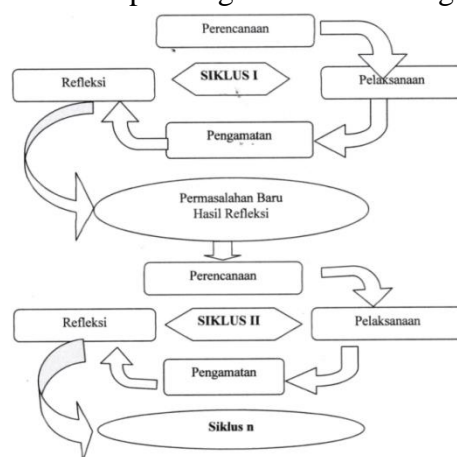 Perencanaan
Refleksi
SIKLUS I
Pelaksanaan
Pengamatan
Permasalahan Baru
Hasil Refleksi
Perencanaan
Refleksi
SIKLUS II
Pelaksanaan
Pengamatan
Siklus n